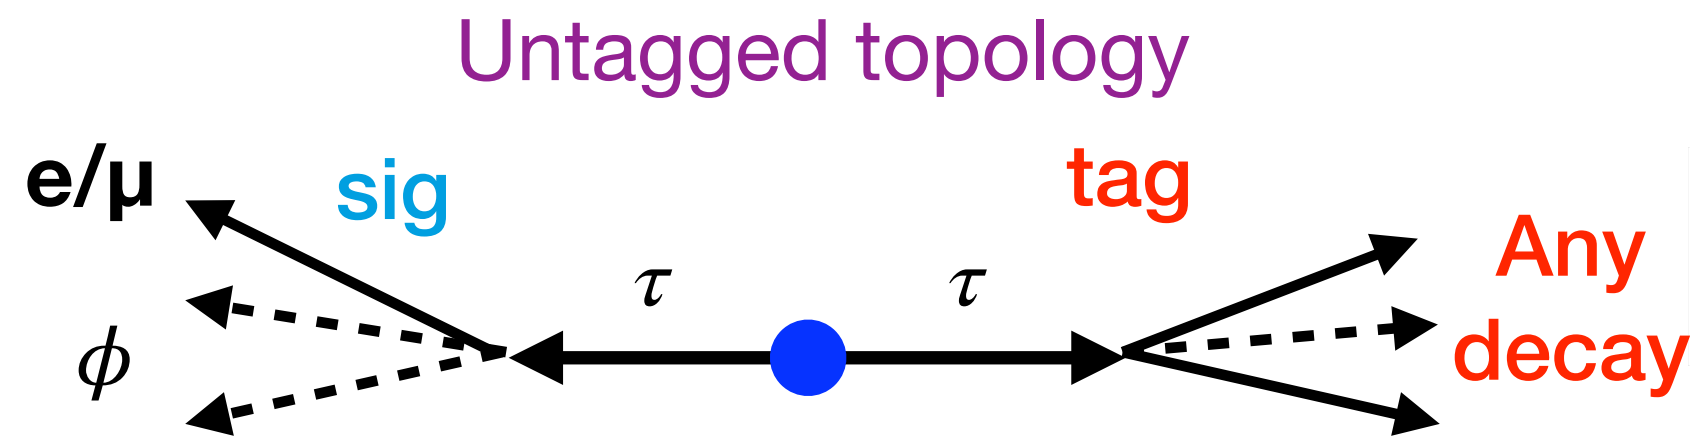 Untagged topology
e/μ
sig
tag
τ
τ
Any
decay
ϕ